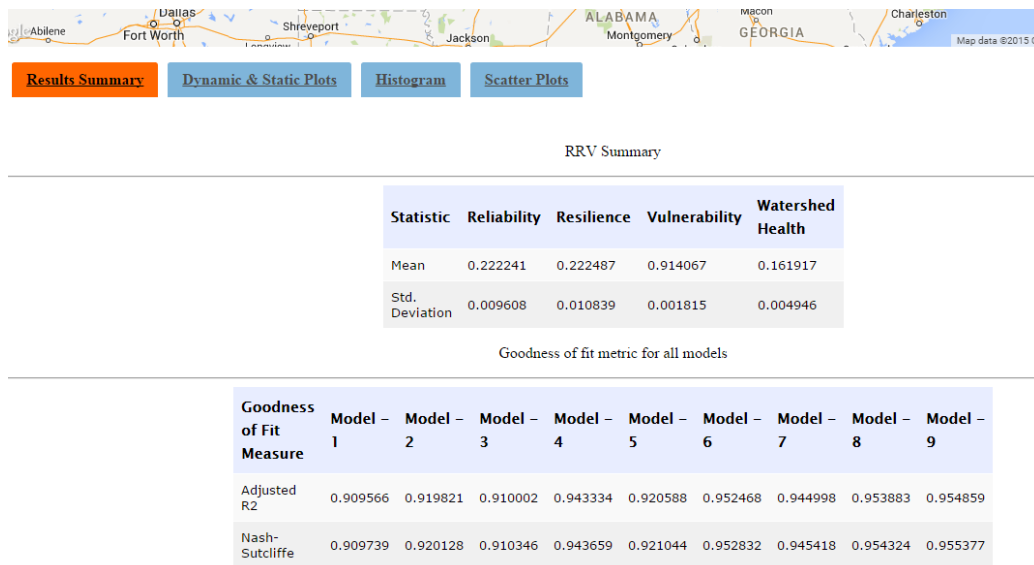 Dallas
Abilene
Fort Worth
Shreveport
Longview
Jackson
ALABAMA
Montgomery
Macon
GEORGIA
Charleston
Map data ©2015
Results Summary Dynamic & Static Plots Histogram Scatter Plots
RRV Summary
Statistic Reliability Resilience Vulnerability Watershed Health
Mean 0.222241 0.222487 0.914067 0.161917
Std. Deviation 0.009608 0.010839 0.001815 0.004946
Goodness of fit metric for all models
Goodness of Fit Measure Model – 1 Model – 2 Model – 3 Model – 4 Model – 5 Model – 6 Model – 7 Model – 8 Model – 9
Adjusted R2 0.909566 0.919821 0.910002 0.943334 0.920588 0.952468 0.944998 0.953883 0.954859
Nash-Sutcliffe 0.909739 0.920128 0.910346 0.943659 0.921044 0.952832 0.945418 0.954324 0.955377